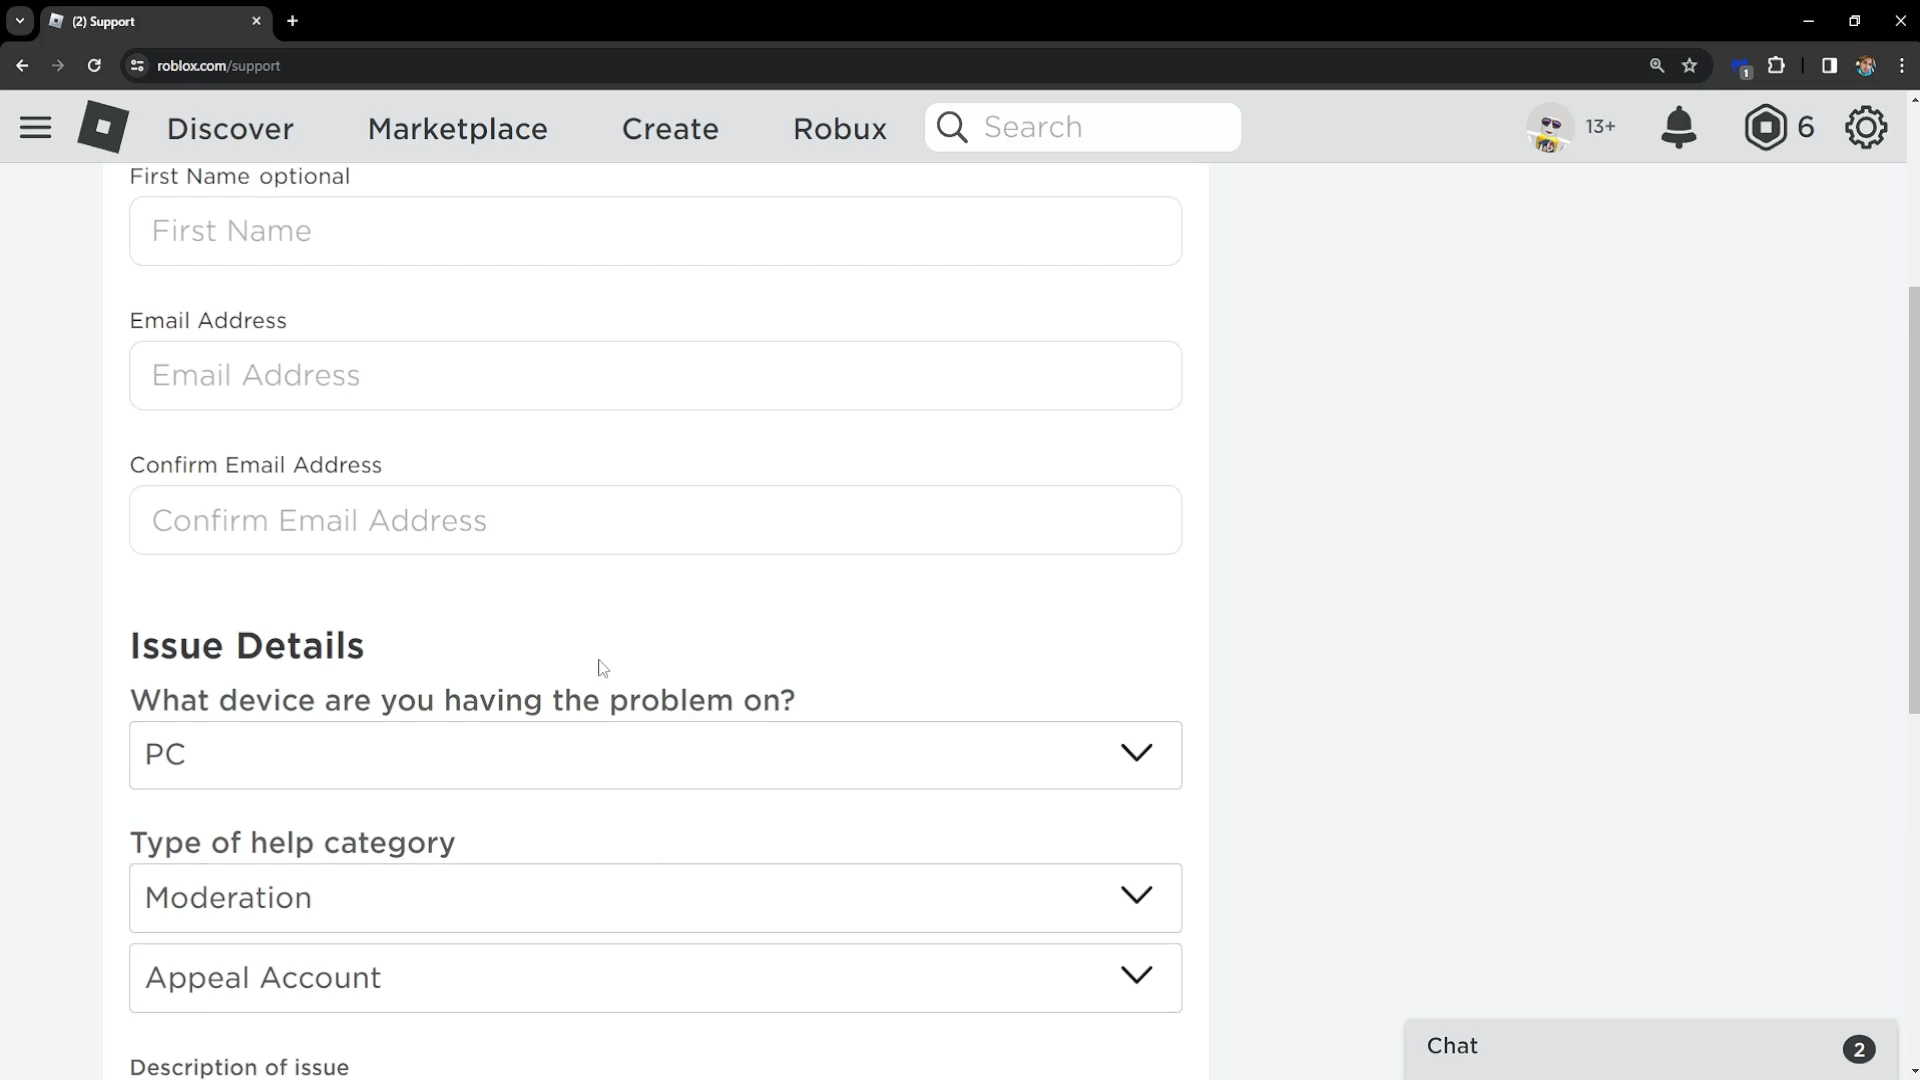 (2) Support
roblox.com/support
1
Discover
Marketplace
Create
Robux
Search
13+
6
First Name optional
First Name
Email Address
Email Address
Confirm Email Address
Confirm Email Address
Issue Details
What device are you having the problem on?
PC
Type of help category
Moderation
Appeal Account
Description of issue
Chat
2